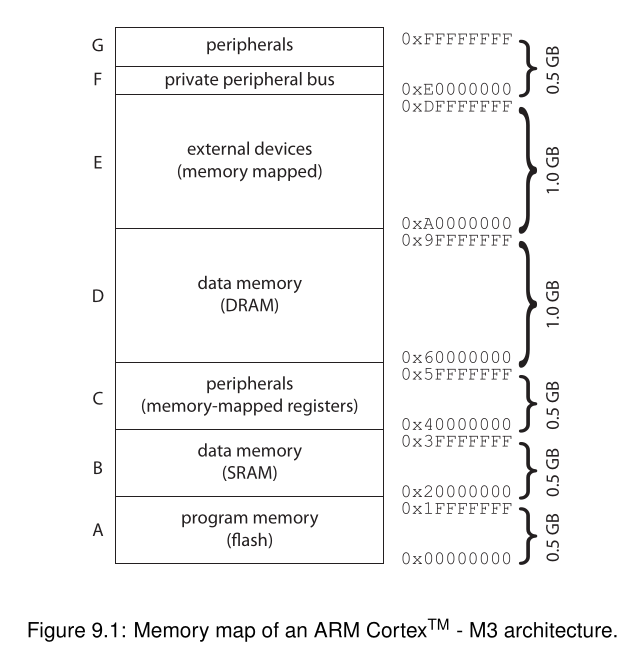 G
peripherals
0xFFFFFFFF
0.5 GB
F
private peripheral bus
0xE0000000
0xDFFFFFFF
E
external devices
(memory mapped)
1.0 GB
0xA0000000
0x9FFFFFFF
D
data memory
(DRAM)
1.0 GB
0x60000000
0x5FFFFFFF
C
peripherals
(memory-mapped registers)
0.5 GB
0x40000000
0x3FFFFFFF
B
data memory
(SRAM)
0.5 GB
0x20000000
0x1FFFFFFF
A
program memory
(flash)
0.5 GB
0x00000000
Figure 9.1: Memory map of an ARM Cortex™ - M3 architecture.